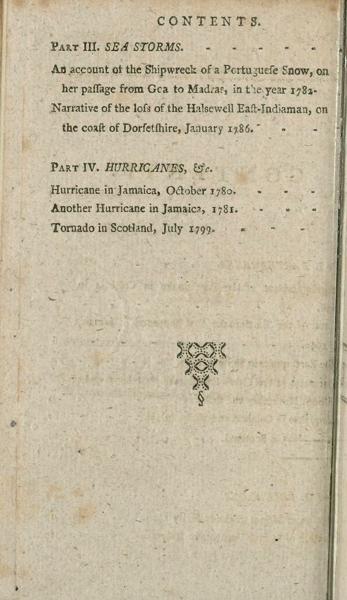 CONTENTS.
PART III. SEA STORMS. - - - - -
An account of the Shipwreck of a Portugueſe Snow, on
her paſſage from Goa to Madras, in the year 1782-
Narrative of the loſs of the Halsewell Eaſt-Indiaman, on
the coaſt of Dorſetſhire, January 1786. - -
PART IV. HURRICANES, &c.
Hurricane in Jamaica, October 1780. - - -
Another Hurricane in Jamaica, 1781. - - -
Tornado in Scotland, July 1799. - - -
§